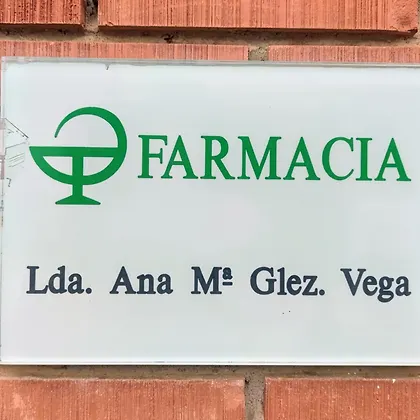 FARMACIA
Lda. Ana Mª Glez. Vega